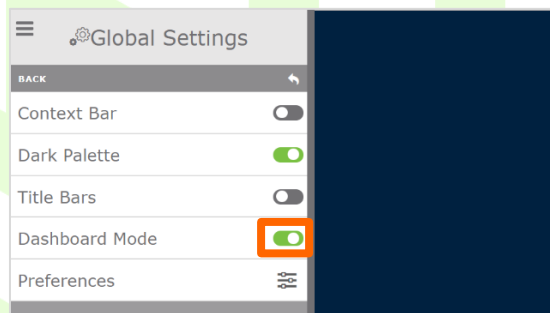 Global Settings
BACK
Context Bar
Dark Palette
Title Bars
Dashboard Mode
Preferences